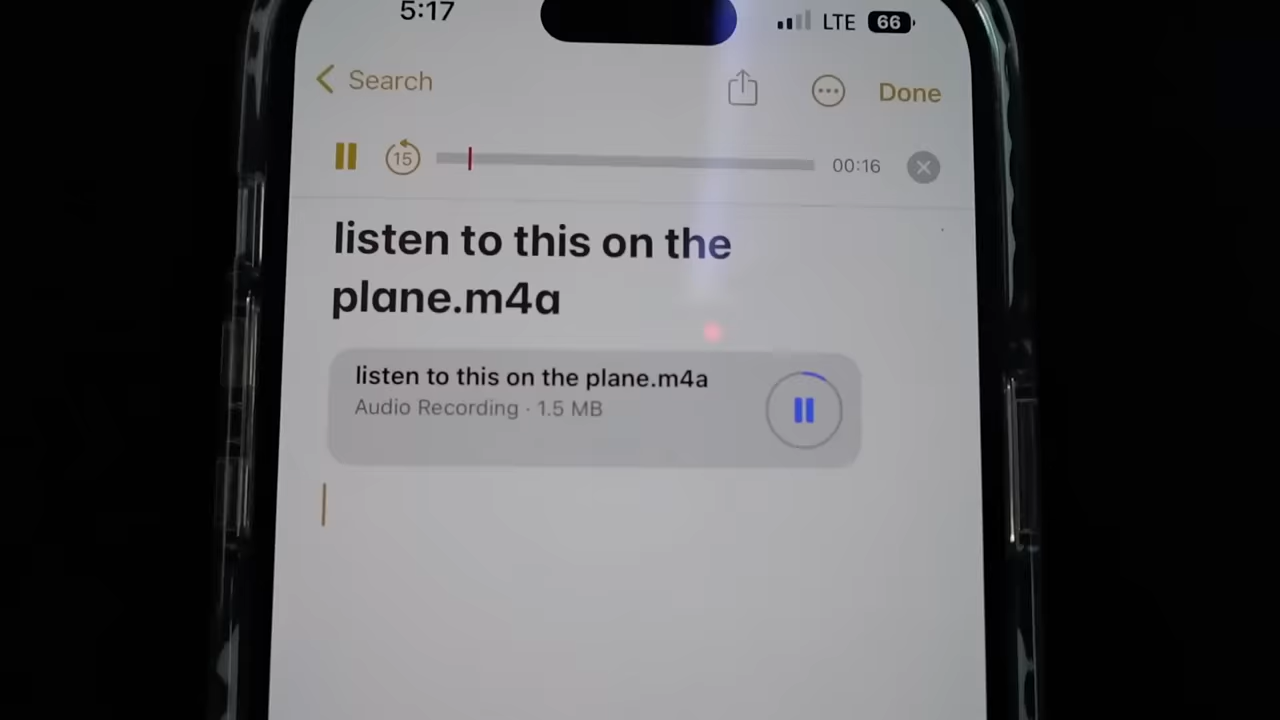 5:17
LTE 66
Search
Done
15
00:16
listen to this on the
plane.m4a
listen to this on the plane.m4a
Audio Recording · 1.5 MB